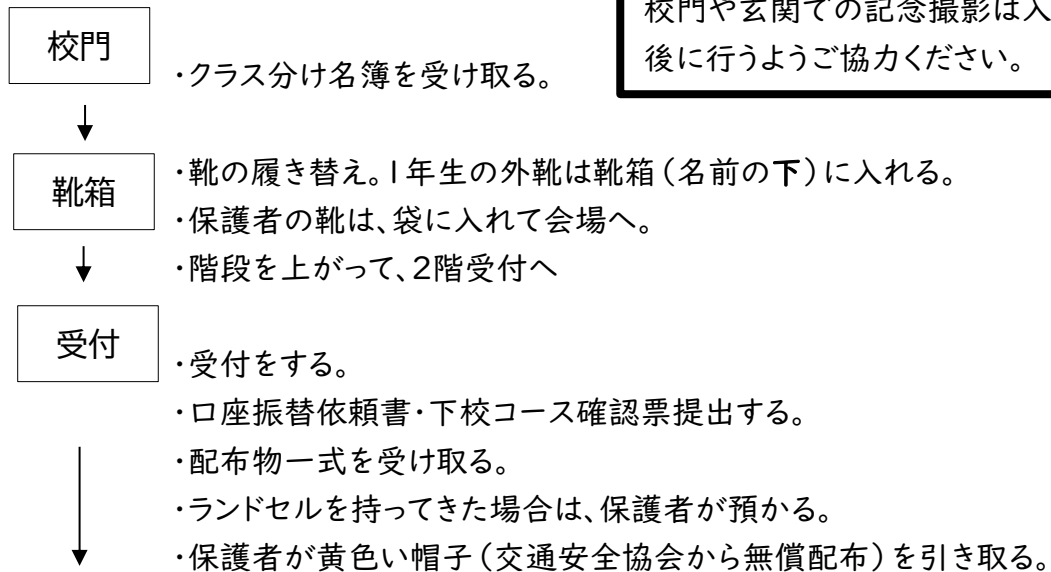 校門や玄関での記念撮影は入
後に行うようご協力ください。
校門
・クラス分け名簿を受け取る。
靴箱
・靴の履き替え。1年生の外靴は靴箱(名前の下)に入れる。
・保護者の靴は、袋に入れて会場へ。
・階段を上がって、2階受付へ
受付
・受付をする。
・口座振替依頼書・下校コース確認票提出する。
・配布物一式を受け取る。
・ランドセルを持ってきた場合は、保護者が預かる。
・保護者が黄色い帽子(交通安全協会から無償配布)を引き取る。